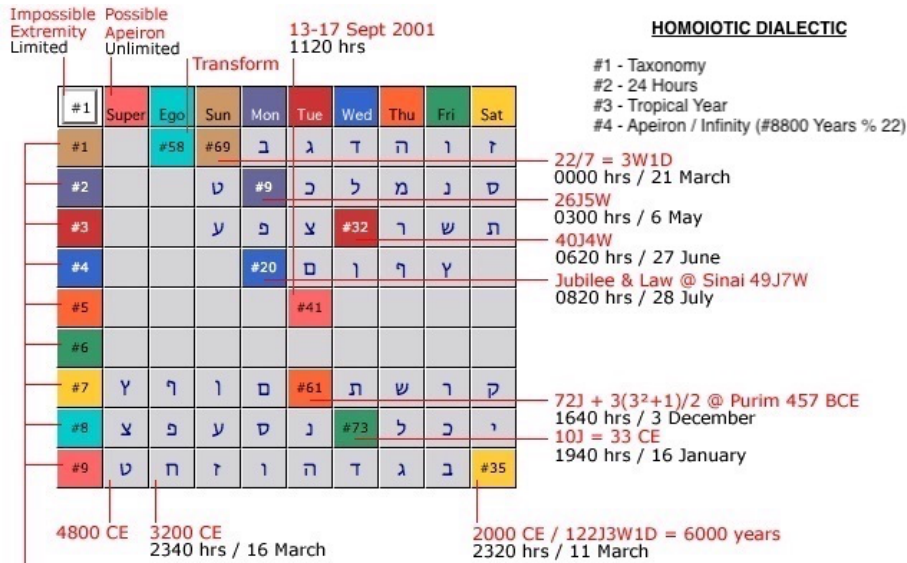 Impossible Extremity
Limited
Possible Apeiron
Unlimited
Transform
13-17 Sept 2001
1120 hrs
HOMOIOTIC DIALECTIC
#1 - Taxonomy
#2 - 24 Hours
#3 - Tropical Year
#4 - Apeiron / Infinity (#8800 Years % 22)
#1 Super Ego Sun Mon Tue Wed Thu Fri Sat
#1 #58 #69 ב ג ד ה ו ז
#2 ט #9 כ ל מ נ ס
#3 ע פ צ #32 ר ש ת
#4 #20 ם ן ף ץ
#5 #41
#6
#7 ץ ף ן ם #61 ת ש ר ק
#8 צ פ ע ס נ #73 ל כ י
#9 ט ח ז ו ה ד ג ב #35
22/7 = 3W1D
0000 hrs / 21 March
26J5W
0300 hrs / 6 May
40J4W
0620 hrs / 27 June
Jubilee & Law @ Sinai 49J7W
0820 hrs / 28 July
72J + 3(3²+1)/2 @ Purim 457 BCE
1640 hrs / 3 December
10J = 33 CE
1940 hrs / 16 January
4800 CE
3200 CE
2340 hrs / 16 March
2000 CE / 122J3W1D = 6000 years
2320 hrs / 11 March